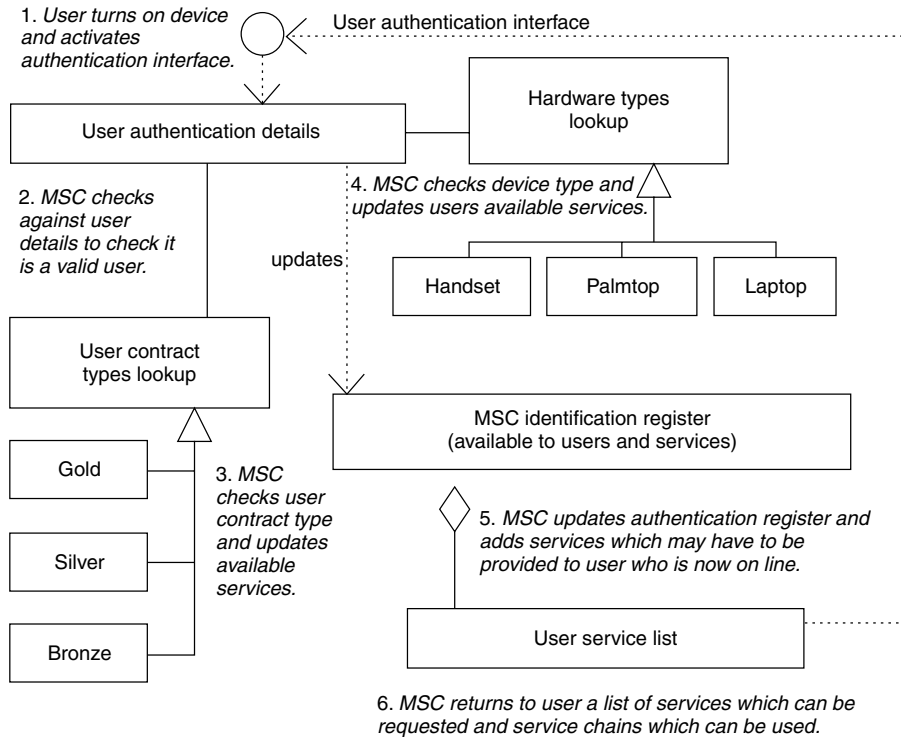 1. User turns on device
and activates
authentication interface.
User authentication interface
Hardware types
lookup
User authentication details
2. MSC checks
against user
details to check it
is a valid user.
4. MSC checks device type and
updates users available services.
updates
Handset
Palmtop
Laptop
User contract
types lookup
MSC identification register
(available to users and services)
Gold
Silver
Bronze
3. MSC
checks user
contract type
and updates
available
services.
5. MSC updates authentication register and
adds services which may have to be
provided to user who is now on line.
User service list
6. MSC returns to user a list of services which can be
requested and service chains which can be used.